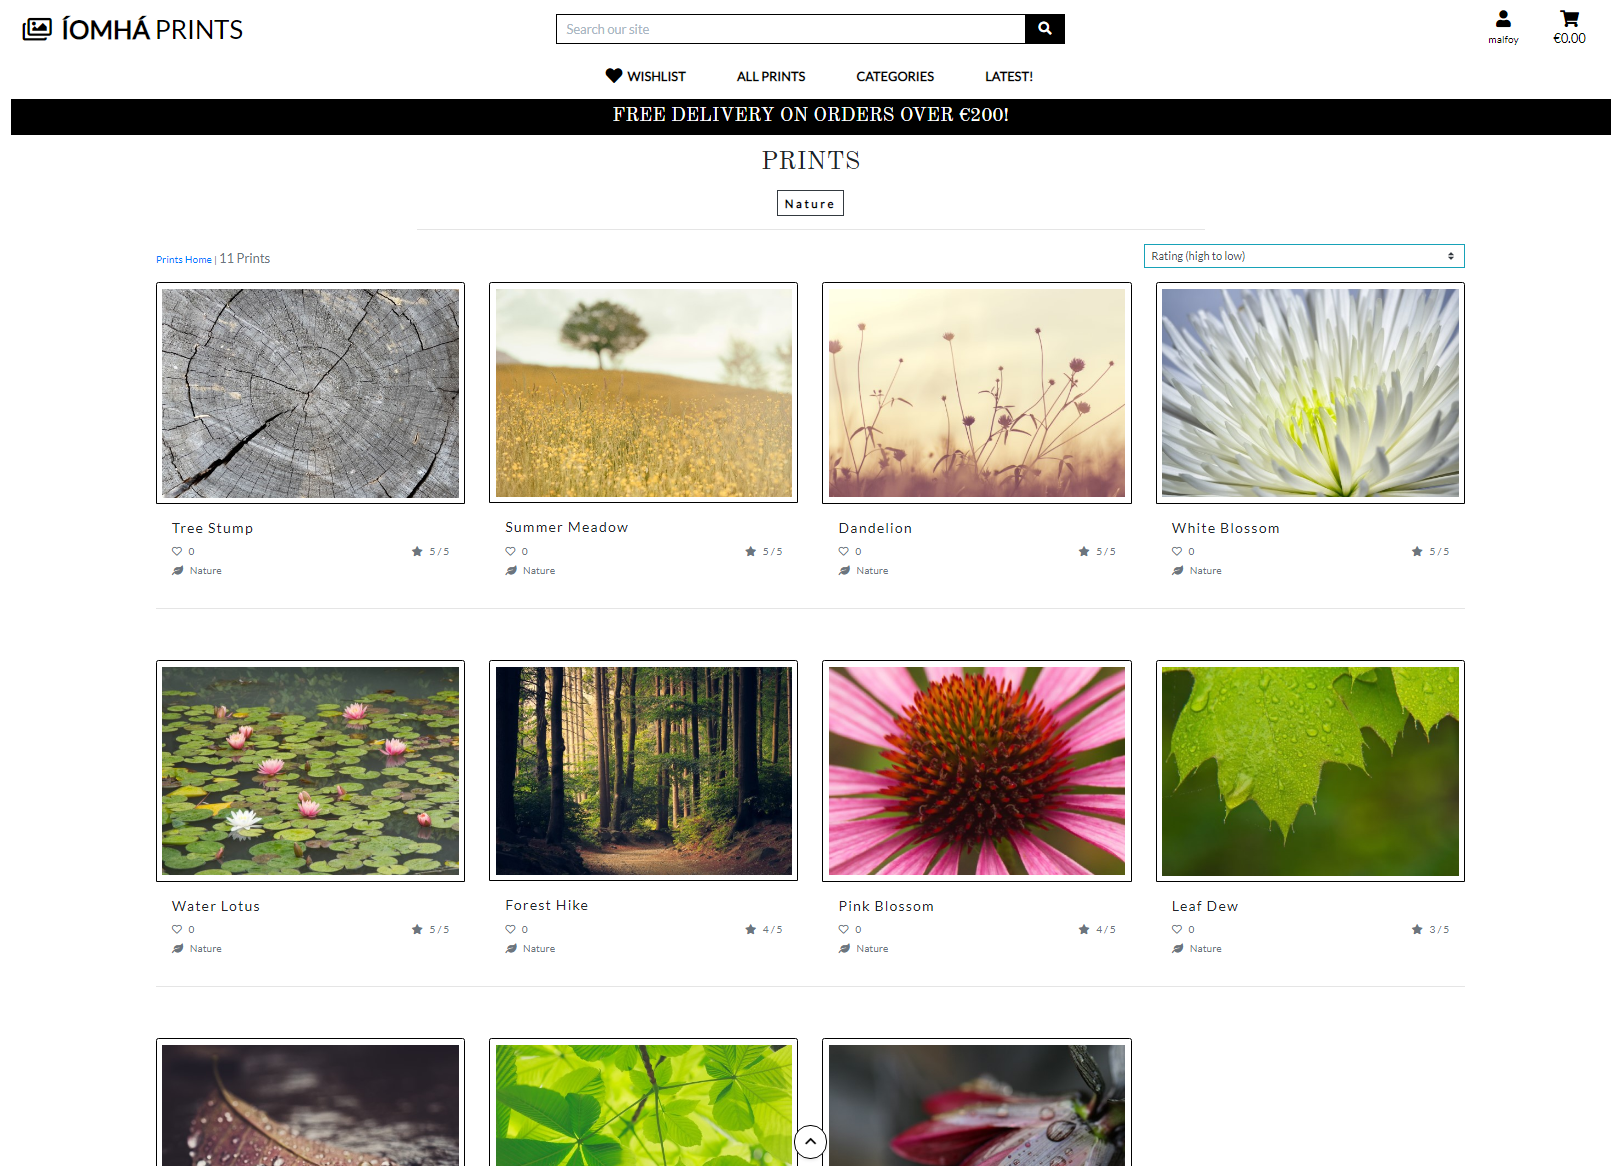 ÍOMHÁ PRINTS
Search our site
malfoy
€0.00
WISHLIST
ALL PRINTS
CATEGORIES
LATEST!
FREE DELIVERY ON ORDERS OVER €200!
PRINTS
Nature
Prints Home | 11 Prints
Rating (high to low)
Tree Stump
0
5 / 5
Nature
Summer Meadow
0
5 / 5
Nature
Dandelion
0
5 / 5
Nature
White Blossom
0
5 / 5
Nature
Water Lotus
0
5 / 5
Nature
Forest Hike
0
4 / 5
Nature
Pink Blossom
0
4 / 5
Nature
Leaf Dew
0
3 / 5
Nature